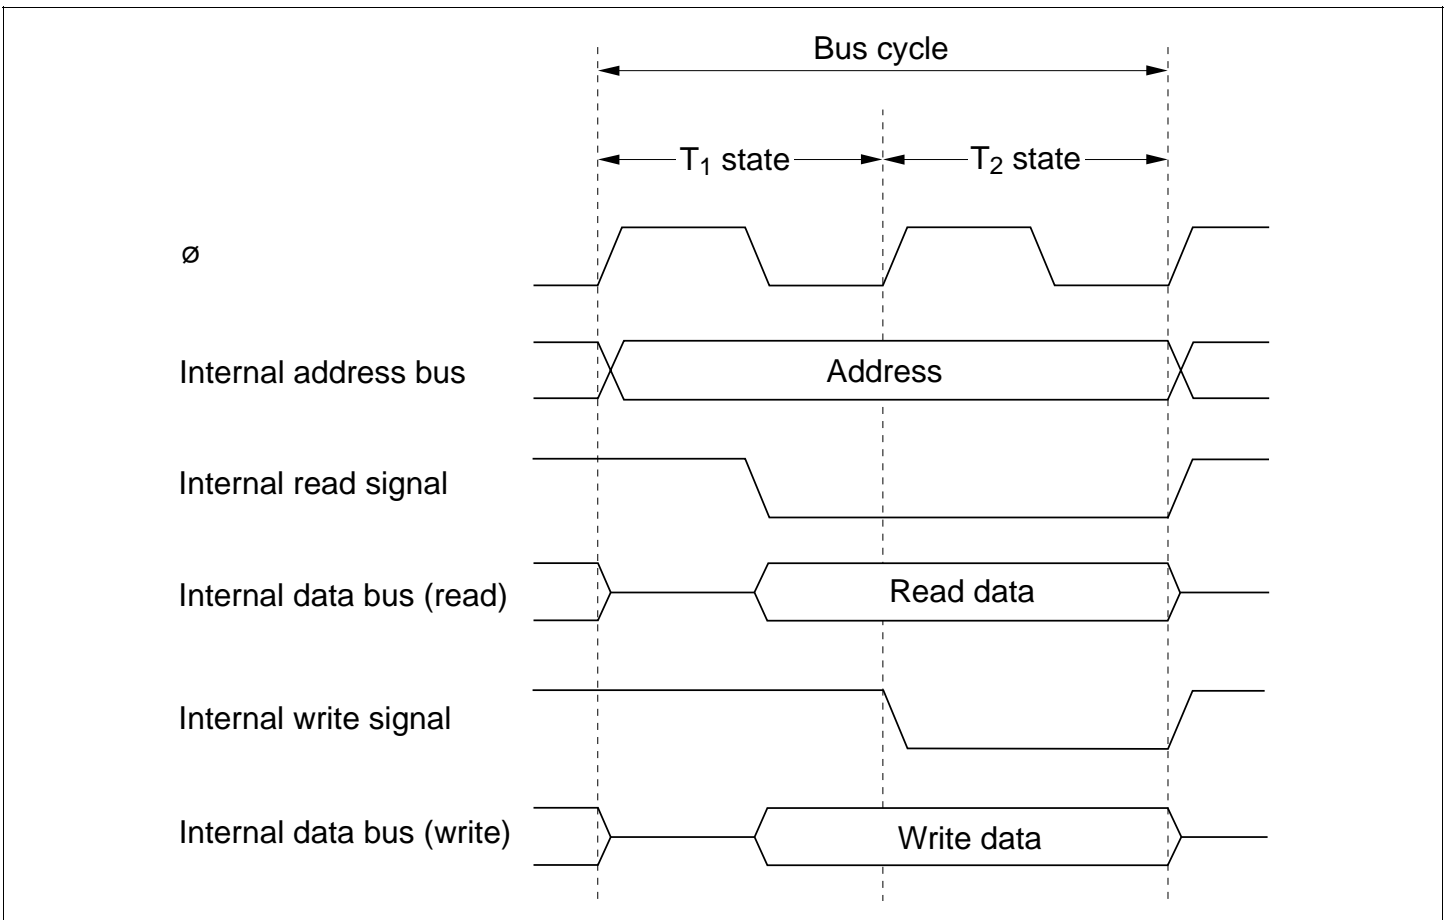 Bus cycle
T₁ state
T₂ state
ø
Internal address bus
Address
Internal read signal
Internal data bus (read)
Read data
Internal write signal
Internal data bus (write)
Write data